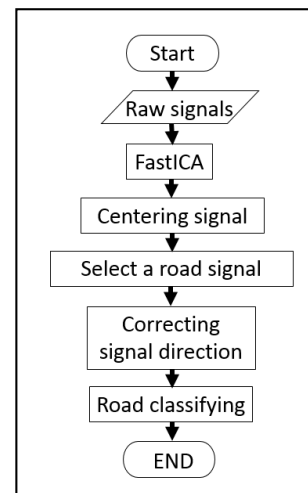 Start
Raw signals
FastICA
Centering signal
Select a road signal
Correcting
signal direction
Road classifying
END